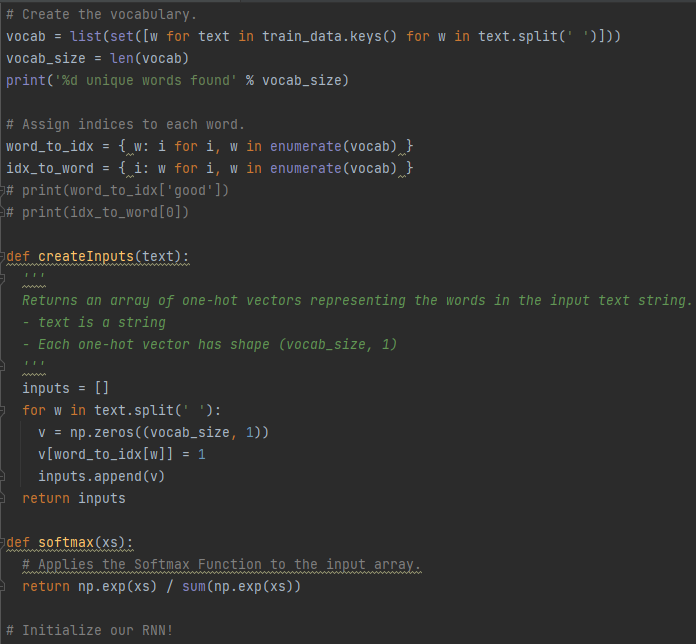 # Create the vocabulary.
vocab = list(set([w for text in train_data.keys() for w in text.split(' ')]))
vocab_size = len(vocab)
print('%d unique words found' % vocab_size)
# Assign indices to each word.
word_to_idx = { w: i for i, w in enumerate(vocab) }
idx_to_word = { i: w for i, w in enumerate(vocab) }
# print(word_to_idx['good'])
# print(idx_to_word[0])
def createInputs(text):
  '''
  Returns an array of one-hot vectors representing the words in the input text string.
  - text is a string
  - Each one-hot vector has shape (vocab_size, 1)
  '''
  inputs = []
  for w in text.split(' '):
    v = np.zeros((vocab_size, 1))
    v[word_to_idx[w]] = 1
    inputs.append(v)
  return inputs
def softmax(xs):
  # Applies the Softmax Function to the input array.
  return np.exp(xs) / sum(np.exp(xs))
# Initialize our RNN!